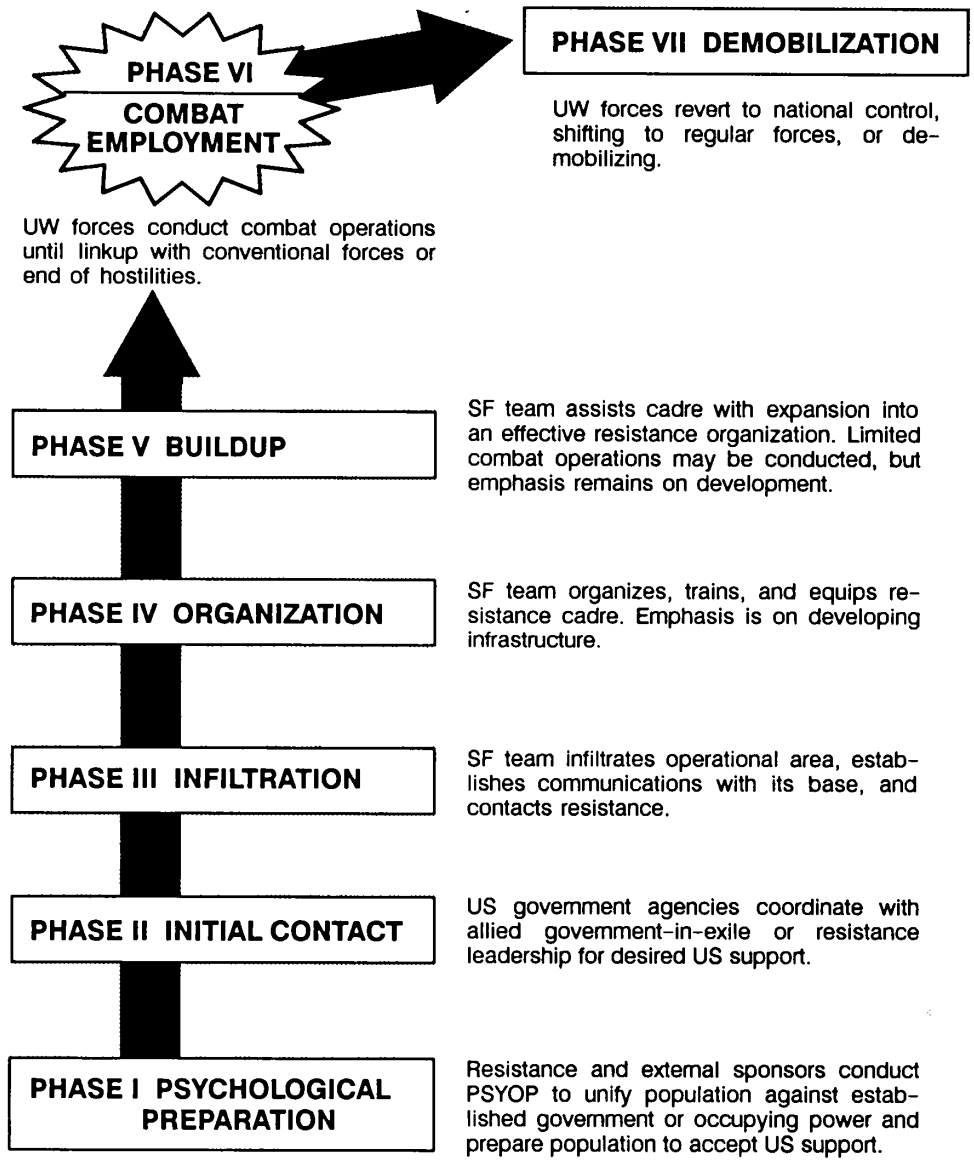 PHASE VI
COMBAT
EMPLOYMENT
UW forces conduct combat operations
until linkup with conventional forces or
end of hostilities.
PHASE VII DEMOBILIZATION
UW forces revert to national control,
shifting to regular forces, or de-
mobilizing.
PHASE V BUILDUP
SF team assists cadre with expansion into
an effective resistance organization. Limited
combat operations may be conducted, but
emphasis remains on development.
PHASE IV ORGANIZATION
SF team organizes, trains, and equips re-
sistance cadre. Emphasis is on developing
infrastructure.
PHASE III INFILTRATION
SF team infiltrates operational area, estab-
lishes communications with its base, and
contacts resistance.
PHASE II INITIAL CONTACT
US government agencies coordinate with
allied government-in-exile or resistance
leadership for desired US support.
PHASE I PSYCHOLOGICAL
PREPARATION
Resistance and external sponsors conduct
PSYOP to unify population against estab-
lished government or occupying power and
prepare population to accept US support.